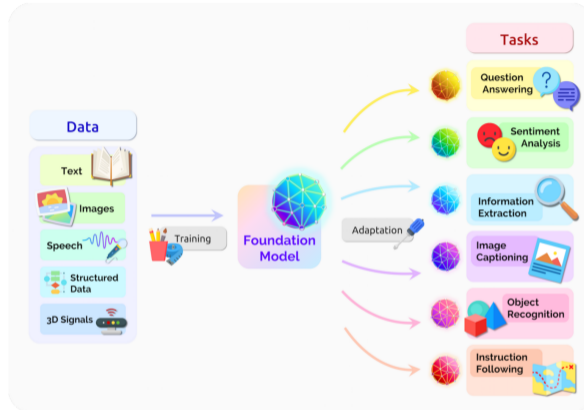 Data
Text
Images
Speech
Structured
Data
3D Signals
Training
Foundation
Model
Adaptation
Tasks
Question
Answering
?
Sentiment
Analysis
Information
Extraction
Image
Captioning
Object
Recognition
Instruction
Following